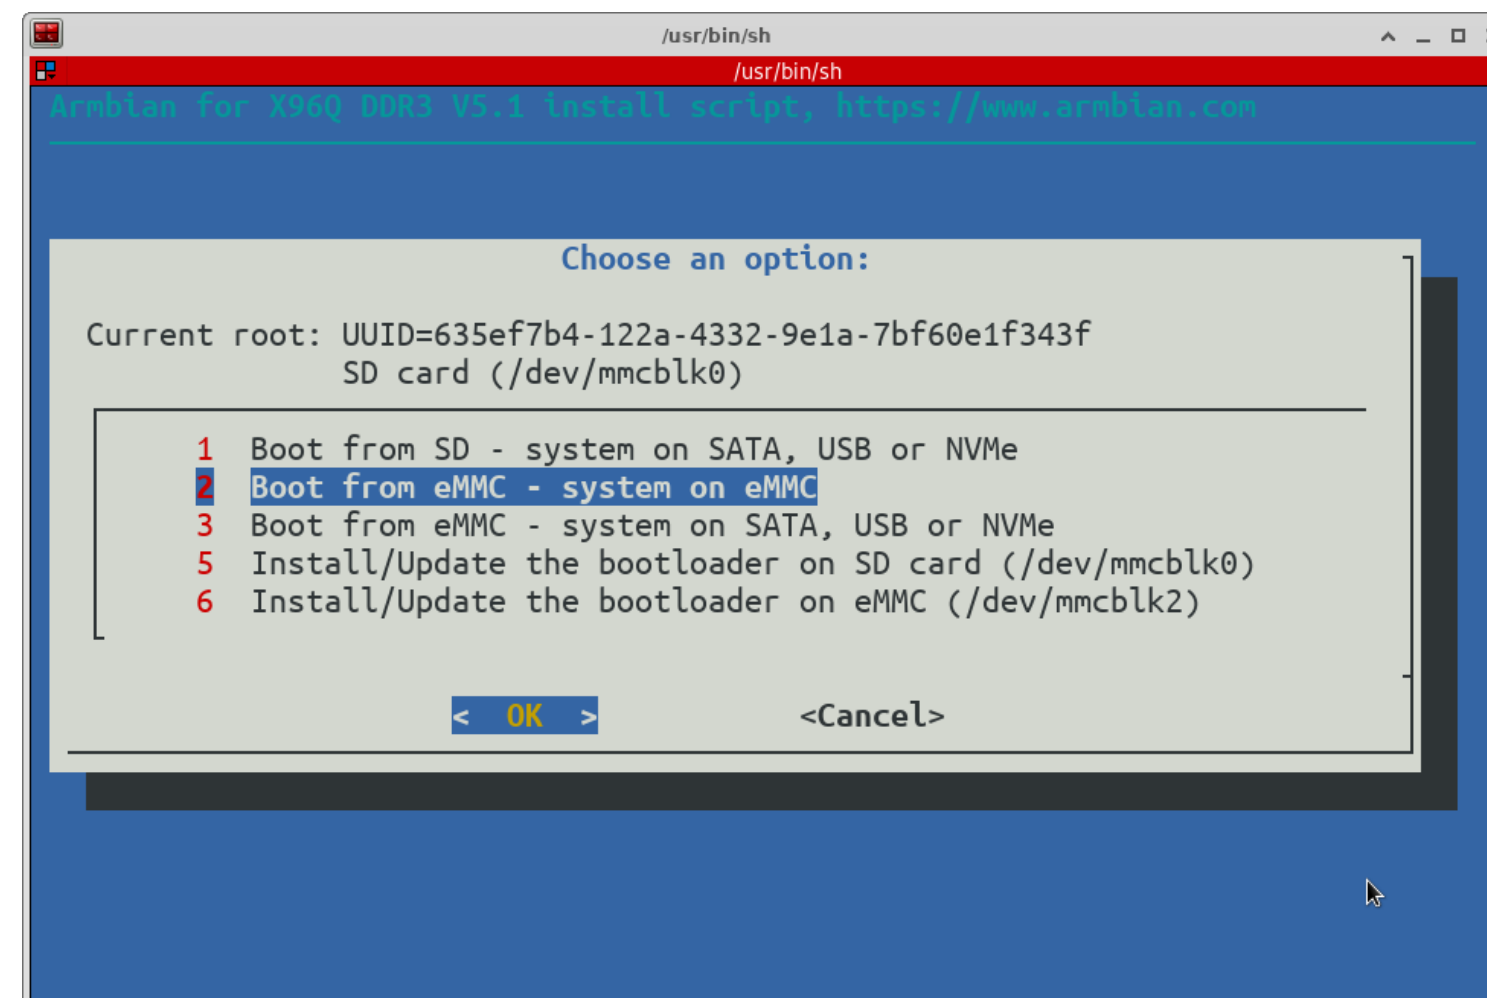 /usr/bin/sh
/usr/bin/sh
Armbian for X96Q DDR3 V5.1 install script, https://www.armbian.com
Choose an option:
Current root: UUID=635ef7b4-122a-4332-9e1a-7bf60e1f343f
SD card (/dev/mmcblk0)
1 Boot from SD - system on SATA, USB or NVMe
2 Boot from eMMC - system on eMMC
3 Boot from eMMC - system on SATA, USB or NVMe
5 Install/Update the bootloader on SD card (/dev/mmcblk0)
6 Install/Update the bootloader on eMMC (/dev/mmcblk2)
< OK > <Cancel>